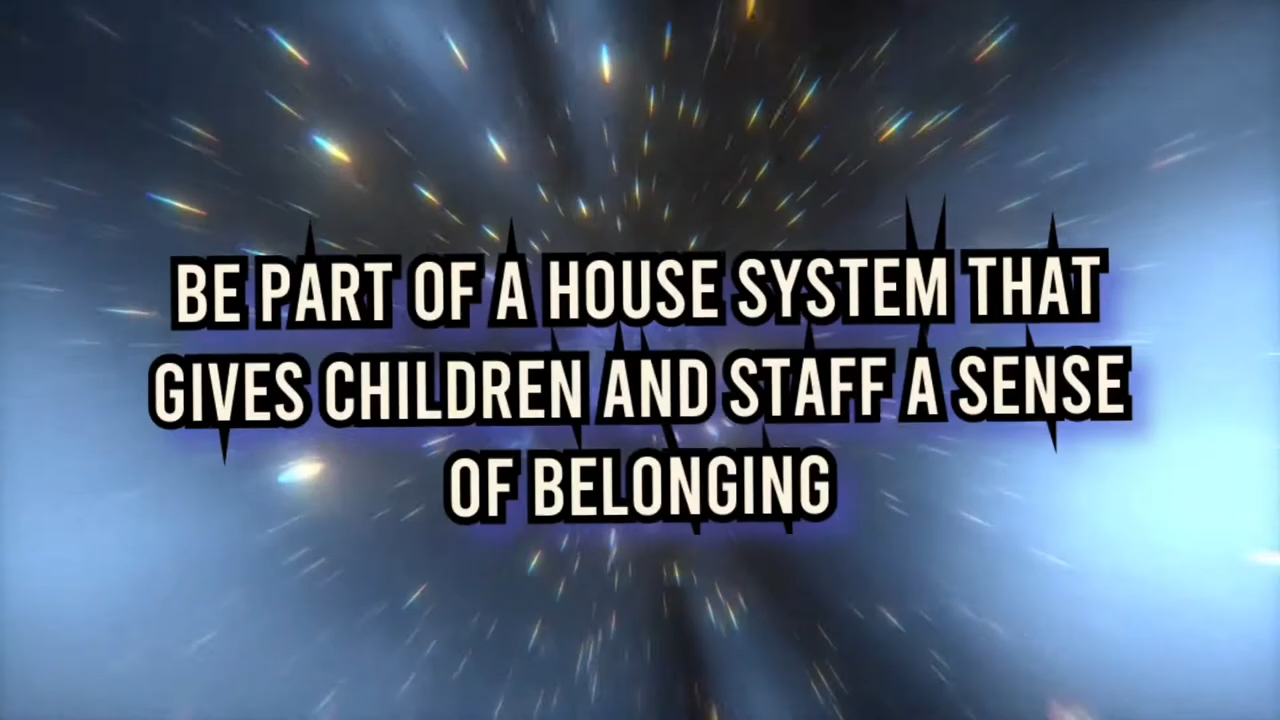 BE PART OF A HOUSE SYSTEM THAT
GIVES CHILDREN AND STAFF A SENSE
OF BELONGING